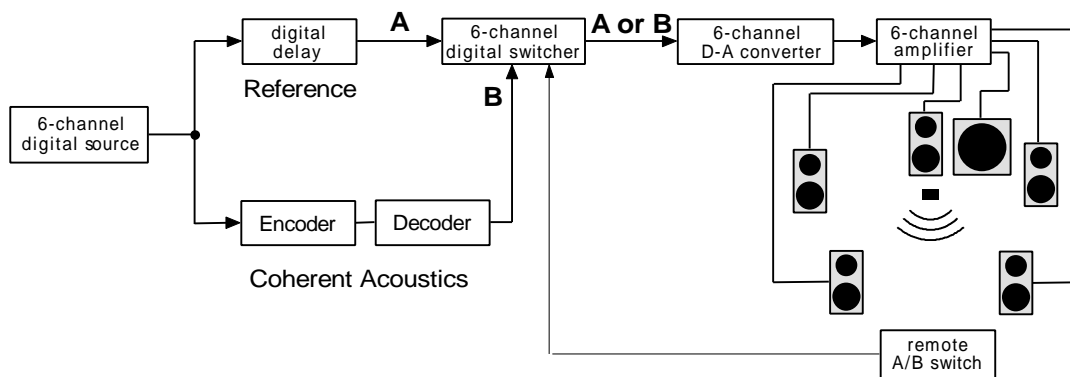 6-channel
digital source
digital
delay
Reference
A
6-channel
digital switcher
A or B
6-channel
D-A converter
6-channel
amplifier
B
Encoder
Decoder
Coherent Acoustics
remote
A/B switch